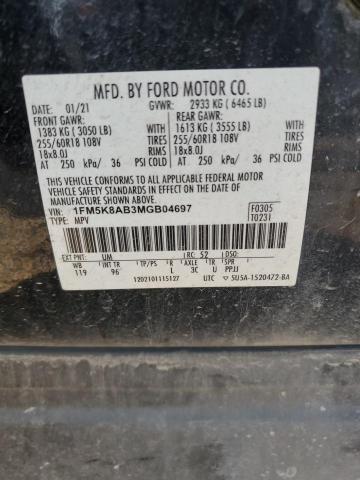 MFD. BY FORD MOTOR CO.
DATE: 01/21 GVWR: 2933 KG (6465 LB)
FRONT GAWR: REAR GAWR:
1383 KG (3050 LB) WITH 1613 KG (3555 LB) WITH
255/60R18 108V TIRES 255/60R18 108V TIRES
18x8.0J RIMS 18x8.0J RIMS
AT 250 kPa/ 36 PSI COLD AT 250 kPa/ 36 PSI COLD
THIS VEHICLE CONFORMS TO ALL APPLICABLE FEDERAL MOTOR
VEHICLE SAFETY AND BUMPER STANDARDS IN EFFECT ON THE DATE OF
MANUFACTURE SHOWN ABOVE.
VIN: 1FM5K8AB3MGB04697 F0305
TYPE: MPV T0231
EXT PNT: UM RC: 52 DSO:
WB INT TR TP/PS R AXLE TR SPR
119 96 L 3C U PPJJ
1202101115127 UTC 5U5A-1520472-BA